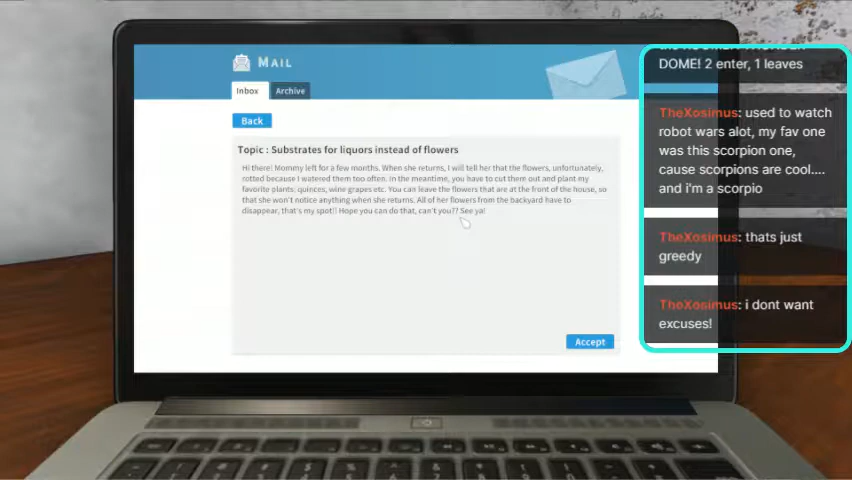 MAIL
Inbox
Archive
Back
Topic : Substrates for liquors instead of flowers
Hi there! Mommy left for a few months. When she returns, I will tell her that the flowers, unfortunately,
rotted because I watered them too often. In the meantime, you have to cut them out and plant my
favorite plants: quinces, wine grapes etc. You can leave the flowers that are at the front of the house, so
that she won't notice anything when she returns. All of her flowers from the backyard have to
disappear, that's my spot!! Hope you can do that, can't you?? See ya!
Accept
DOME! 2 enter, 1 leaves
TheXosimus: used to watch
robot wars alot, my fav one
was this scorpion one,
cause scorpions are cool....
and i'm a scorpio
TheXosimus: thats just
greedy
TheXosimus: i dont want
excuses!